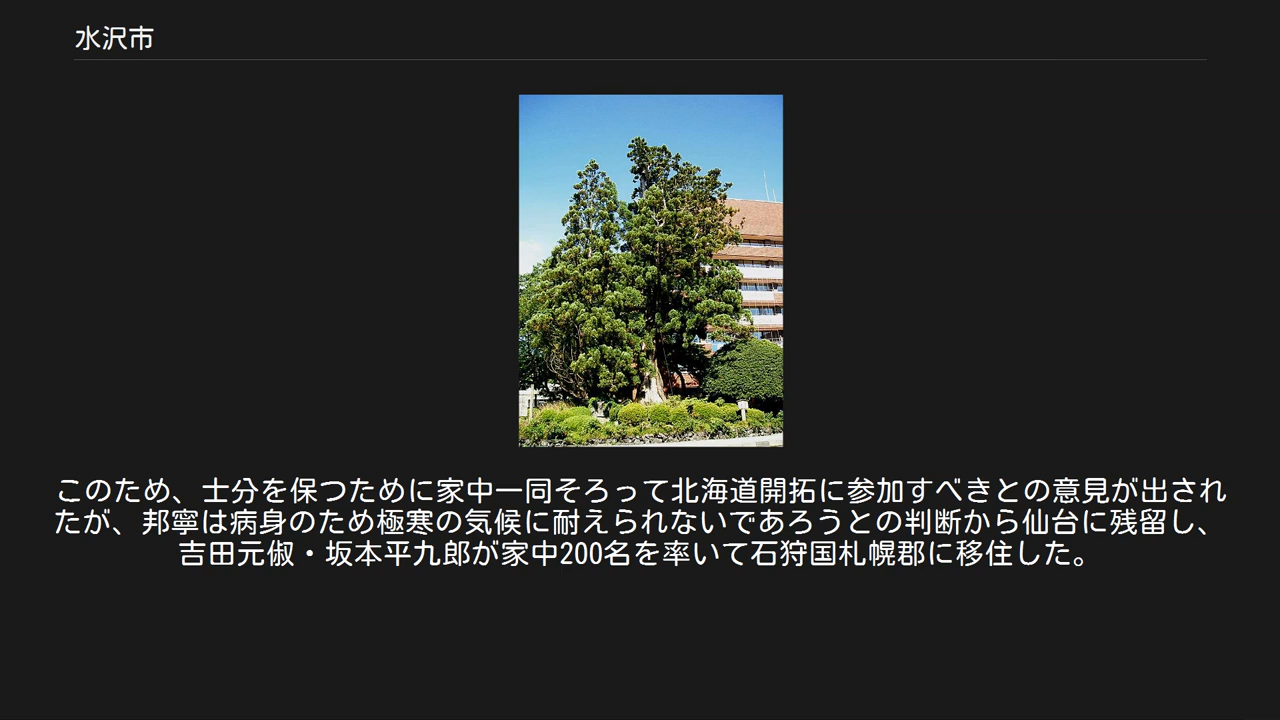 水沢市
このため、士分を保つために家中一同そろって北海道開拓に参加すべきとの意見が出され
たが、邦寧は病身のため極寒の気候に耐えられないであろうとの判断から仙台に残留し、
吉田元俶・坂本平九郎が家中200名を率いて石狩国札幌郡に移住した。